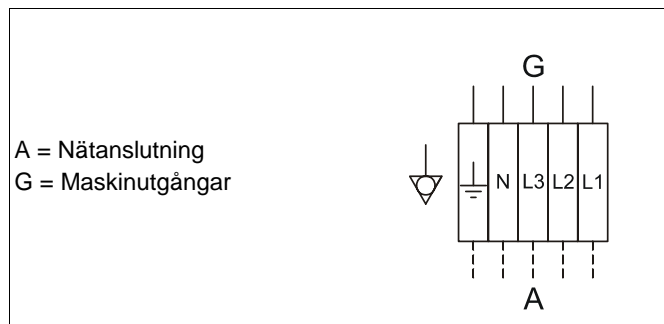 G
A = Nätanslutning
G = Maskinutgångar
N L3 L2 L1
A